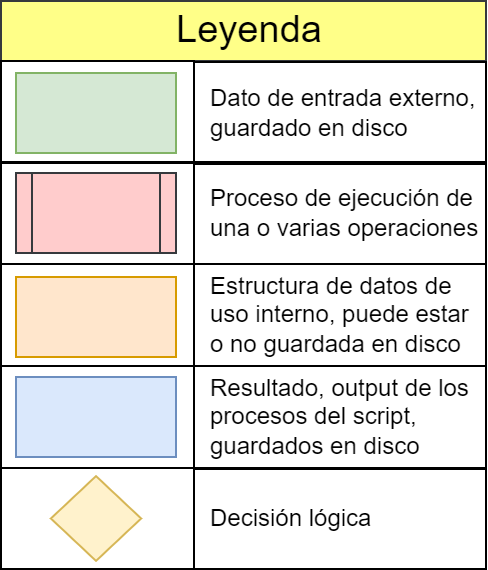 Leyenda
Dato de entrada externo,
guardado en disco
Proceso de ejecución de
una o varias operaciones
Estructura de datos de
uso interno, puede estar
o no guardada en disco
Resultado, output de los
procesos del script,
guardados en disco
Decisión lógica